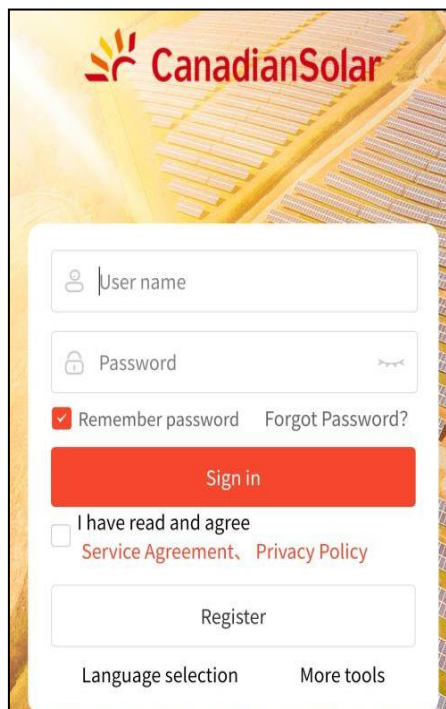 CanadianSolar
User name
Password
Remember password Forgot Password?
Sign in
I have read and agree
Service Agreement、 Privacy Policy
Register
Language selection More tools